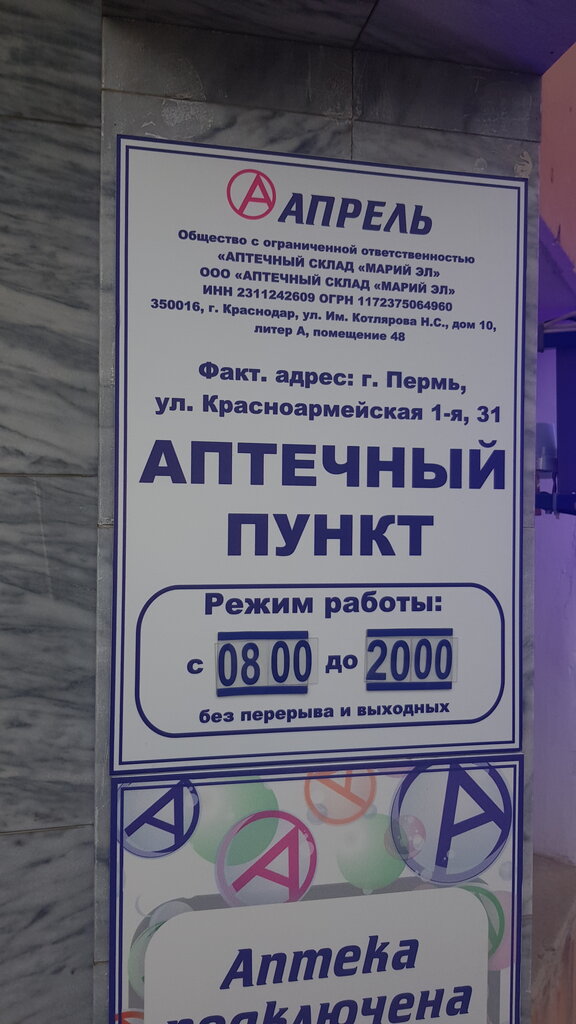 АПРЕЛЬ
Общество с ограниченной ответственностью
«АПТЕЧНЫЙ СКЛАД «МАРИЙ ЭЛ»
ООО «АПТЕЧНЫЙ СКЛАД «МАРИЙ ЭЛ»
ИНН 2311242609 ОГРН 1172375064960
350016, г. Краснодар, ул. Им. Котлярова Н.С., дом 10,
литер А, помещение 48
Факт. адрес: г. Пермь,
ул. Красноармейская 1-я, 31
АПТЕЧНЫЙ
ПУНКТ
Режим работы:
с 08 00 до 20 00
без перерыва и выходных
Аптека
подключена